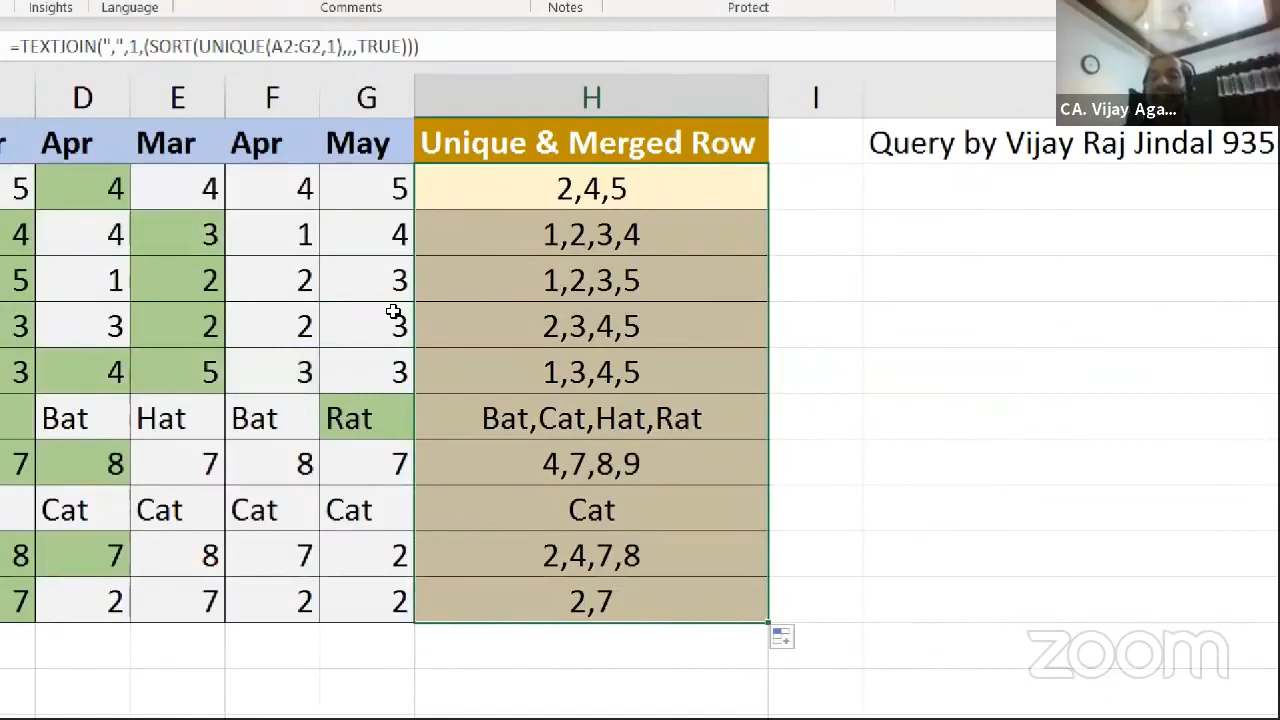 Insights Language Comments Notes Protect
=TEXTJOIN(",",1,(SORT(UNIQUE(A2:G2,1),,,TRUE)))
CA. Vijay Aga...
D E F G H I
r Apr Mar Apr May Unique & Merged Row Query by Vijay Raj Jindal 935
5 4 4 4 5 2,4,5
4 4 3 1 4 1,2,3,4
5 1 2 2 3 1,2,3,5
3 3 2 2 3 2,3,4,5
3 4 5 3 3 1,3,4,5
Bat Hat Bat Rat Bat,Cat,Hat,Rat
7 8 7 8 7 4,7,8,9
Cat Cat Cat Cat Cat
8 7 8 7 2 2,4,7,8
7 2 7 2 2 2,7
zoom